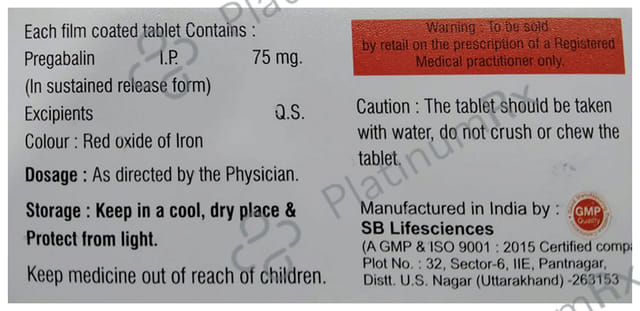 Each film coated tablet Contains :
Pregabalin I.P. 75 mg.
(In sustained release form)
Excipients Q.S.
Colour : Red oxide of Iron
Dosage : As directed by the Physician.
Storage : Keep in a cool, dry place &
Protect from light.
Keep medicine out of reach of children.
Warning : To be sold
by retail on the prescription of a Registered
Medical practitioner only.
Caution : The tablet should be taken
with water, do not crush or chew the
tablet.
Manufactured in India by :
SB Lifesciences
(A GMP & ISO 9001 : 2015 Certified compa
Plot No. : 32, Sector-6, IIE, Pantnagar,
Distt. U.S. Nagar (Uttarakhand) -263153
GMP
Quality
PlatinumRx